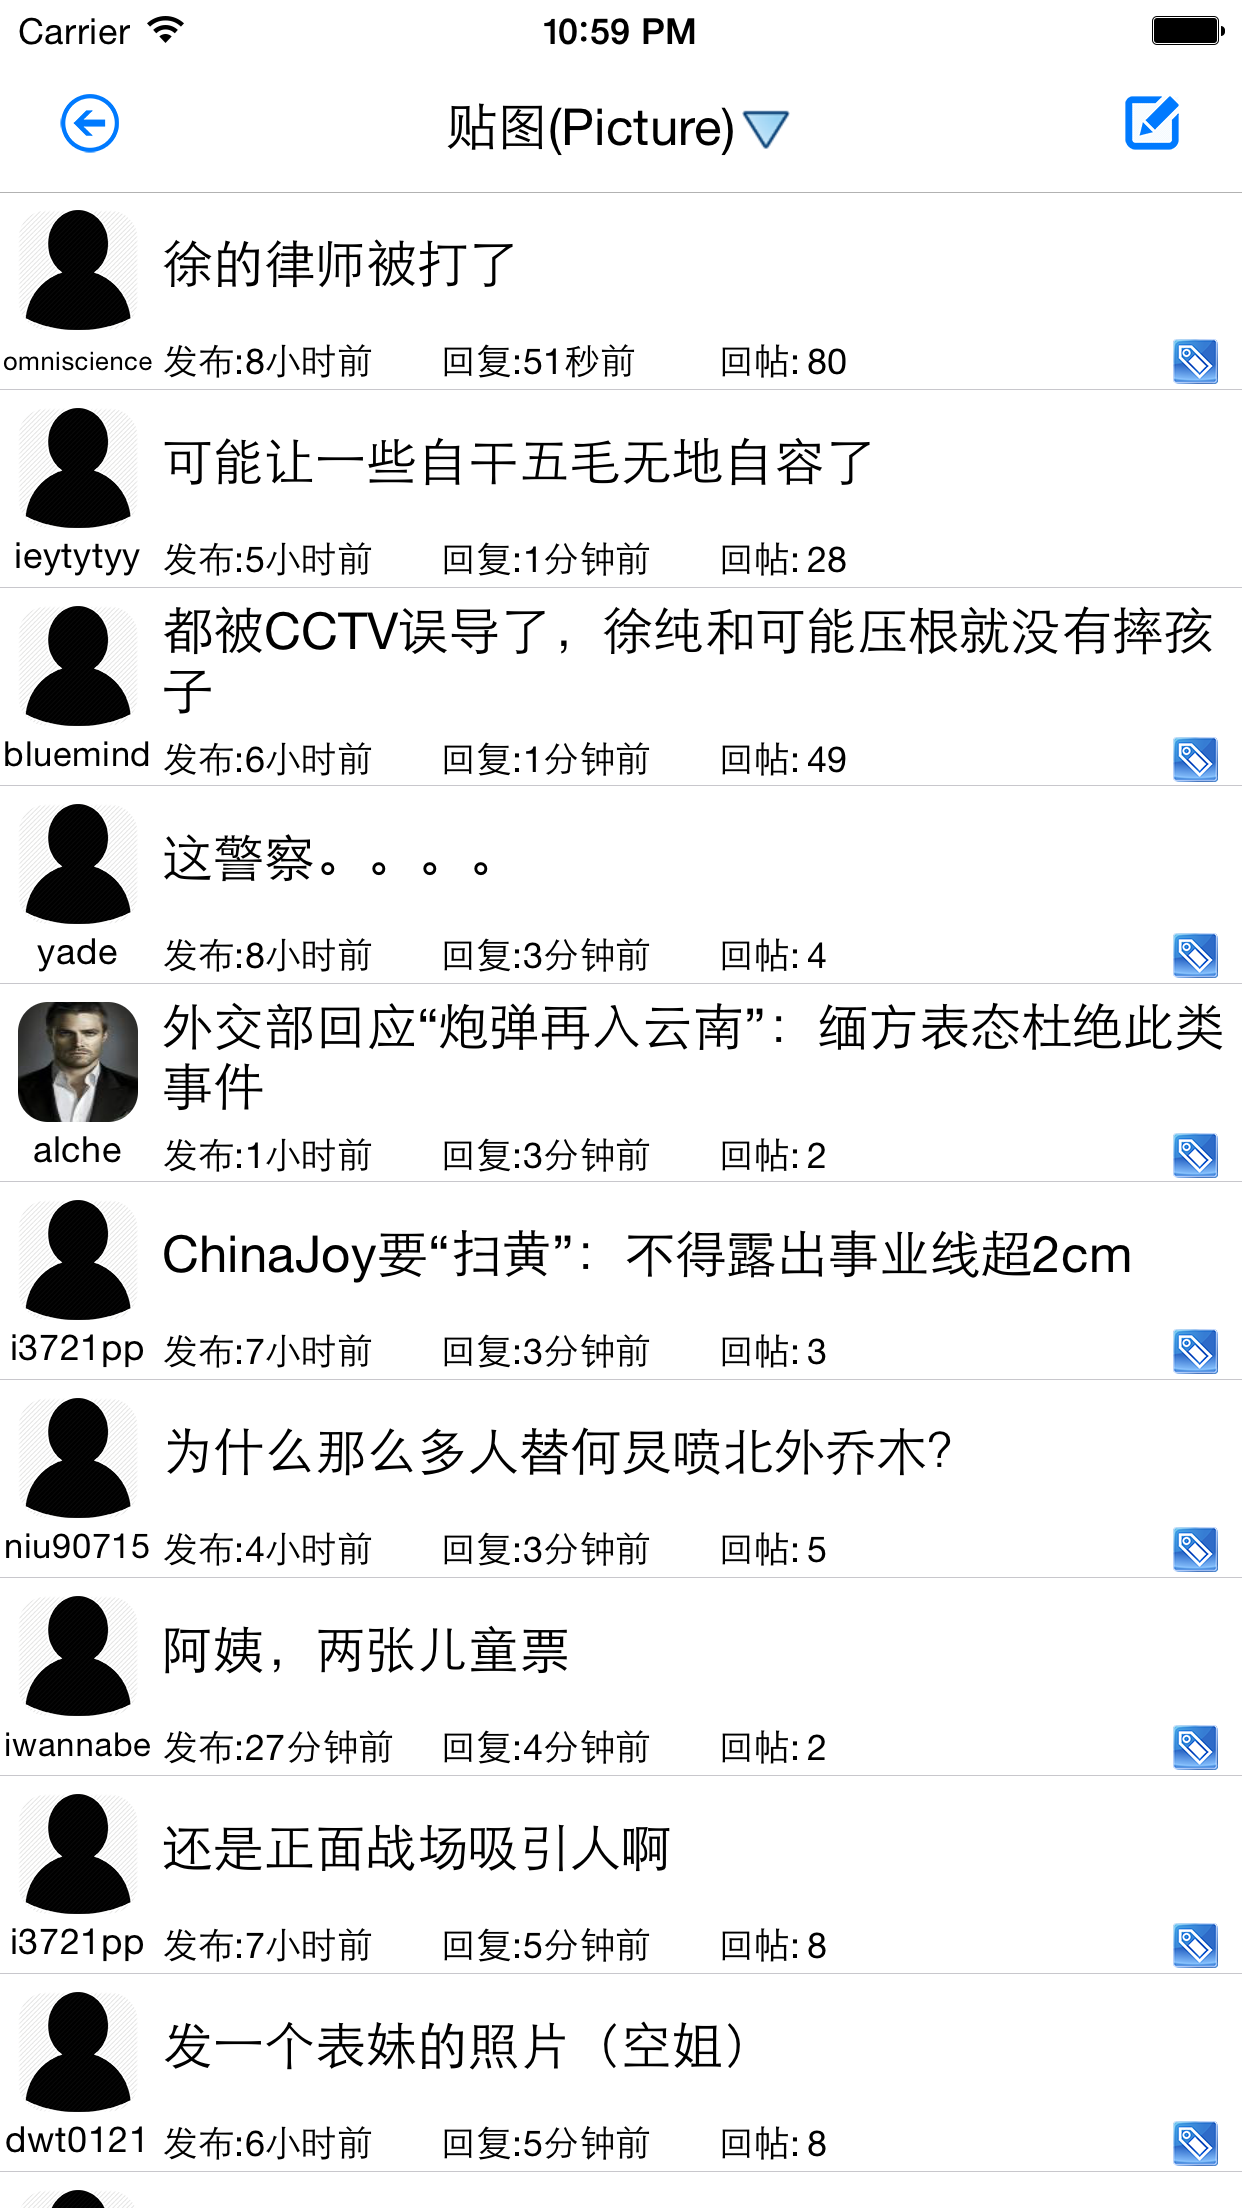 Carrier 10:59 PM
贴图(Picture)
徐的律师被打了
omniscience 发布:8小时前 回复:51秒前 回帖: 80
可能让一些自干五毛无地自容了
ieytytyy 发布:5小时前 回复:1分钟前 回帖: 28
都被CCTV误导了，徐纯和可能压根就没有摔孩
子
bluemind 发布:6小时前 回复:1分钟前 回帖: 49
这警察。。。。
yade 发布:8小时前 回复:3分钟前 回帖: 4
外交部回应“炮弹再入云南”：缅方表态杜绝此类
事件
alche 发布:1小时前 回复:3分钟前 回帖: 2
ChinaJoy要“扫黄”：不得露出事业线超2cm
i3721pp 发布:7小时前 回复:3分钟前 回帖: 3
为什么那么多人替何炅喷北外乔木?
niu90715 发布:4小时前 回复:3分钟前 回帖: 5
阿姨，两张儿童票
iwannabe 发布:27分钟前 回复:4分钟前 回帖: 2
还是正面战场吸引人啊
i3721pp 发布:7小时前 回复:5分钟前 回帖: 8
发一个表妹的照片（空姐）
dwt0121 发布:6小时前 回复:5分钟前 回帖: 8